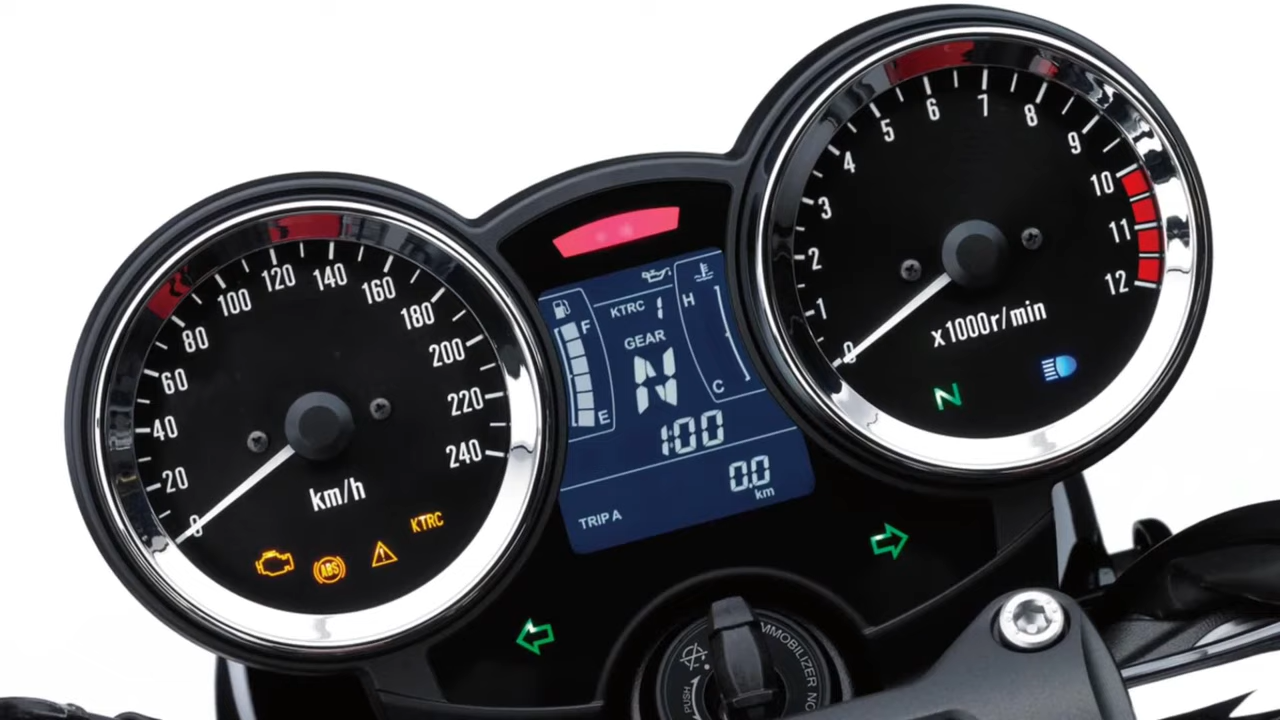 0
20
40
60
80
100
120
140
160
180
200
220
240
km/h
ABS
KTRC
F
E
KTRC 1
GEAR
N
H
C
1:00
0.0
km
TRIP A
0
1
2
3
4
5
6
7
8
9
10
11
12
x1000r/min
N
PUSH
IMMOBILIZER